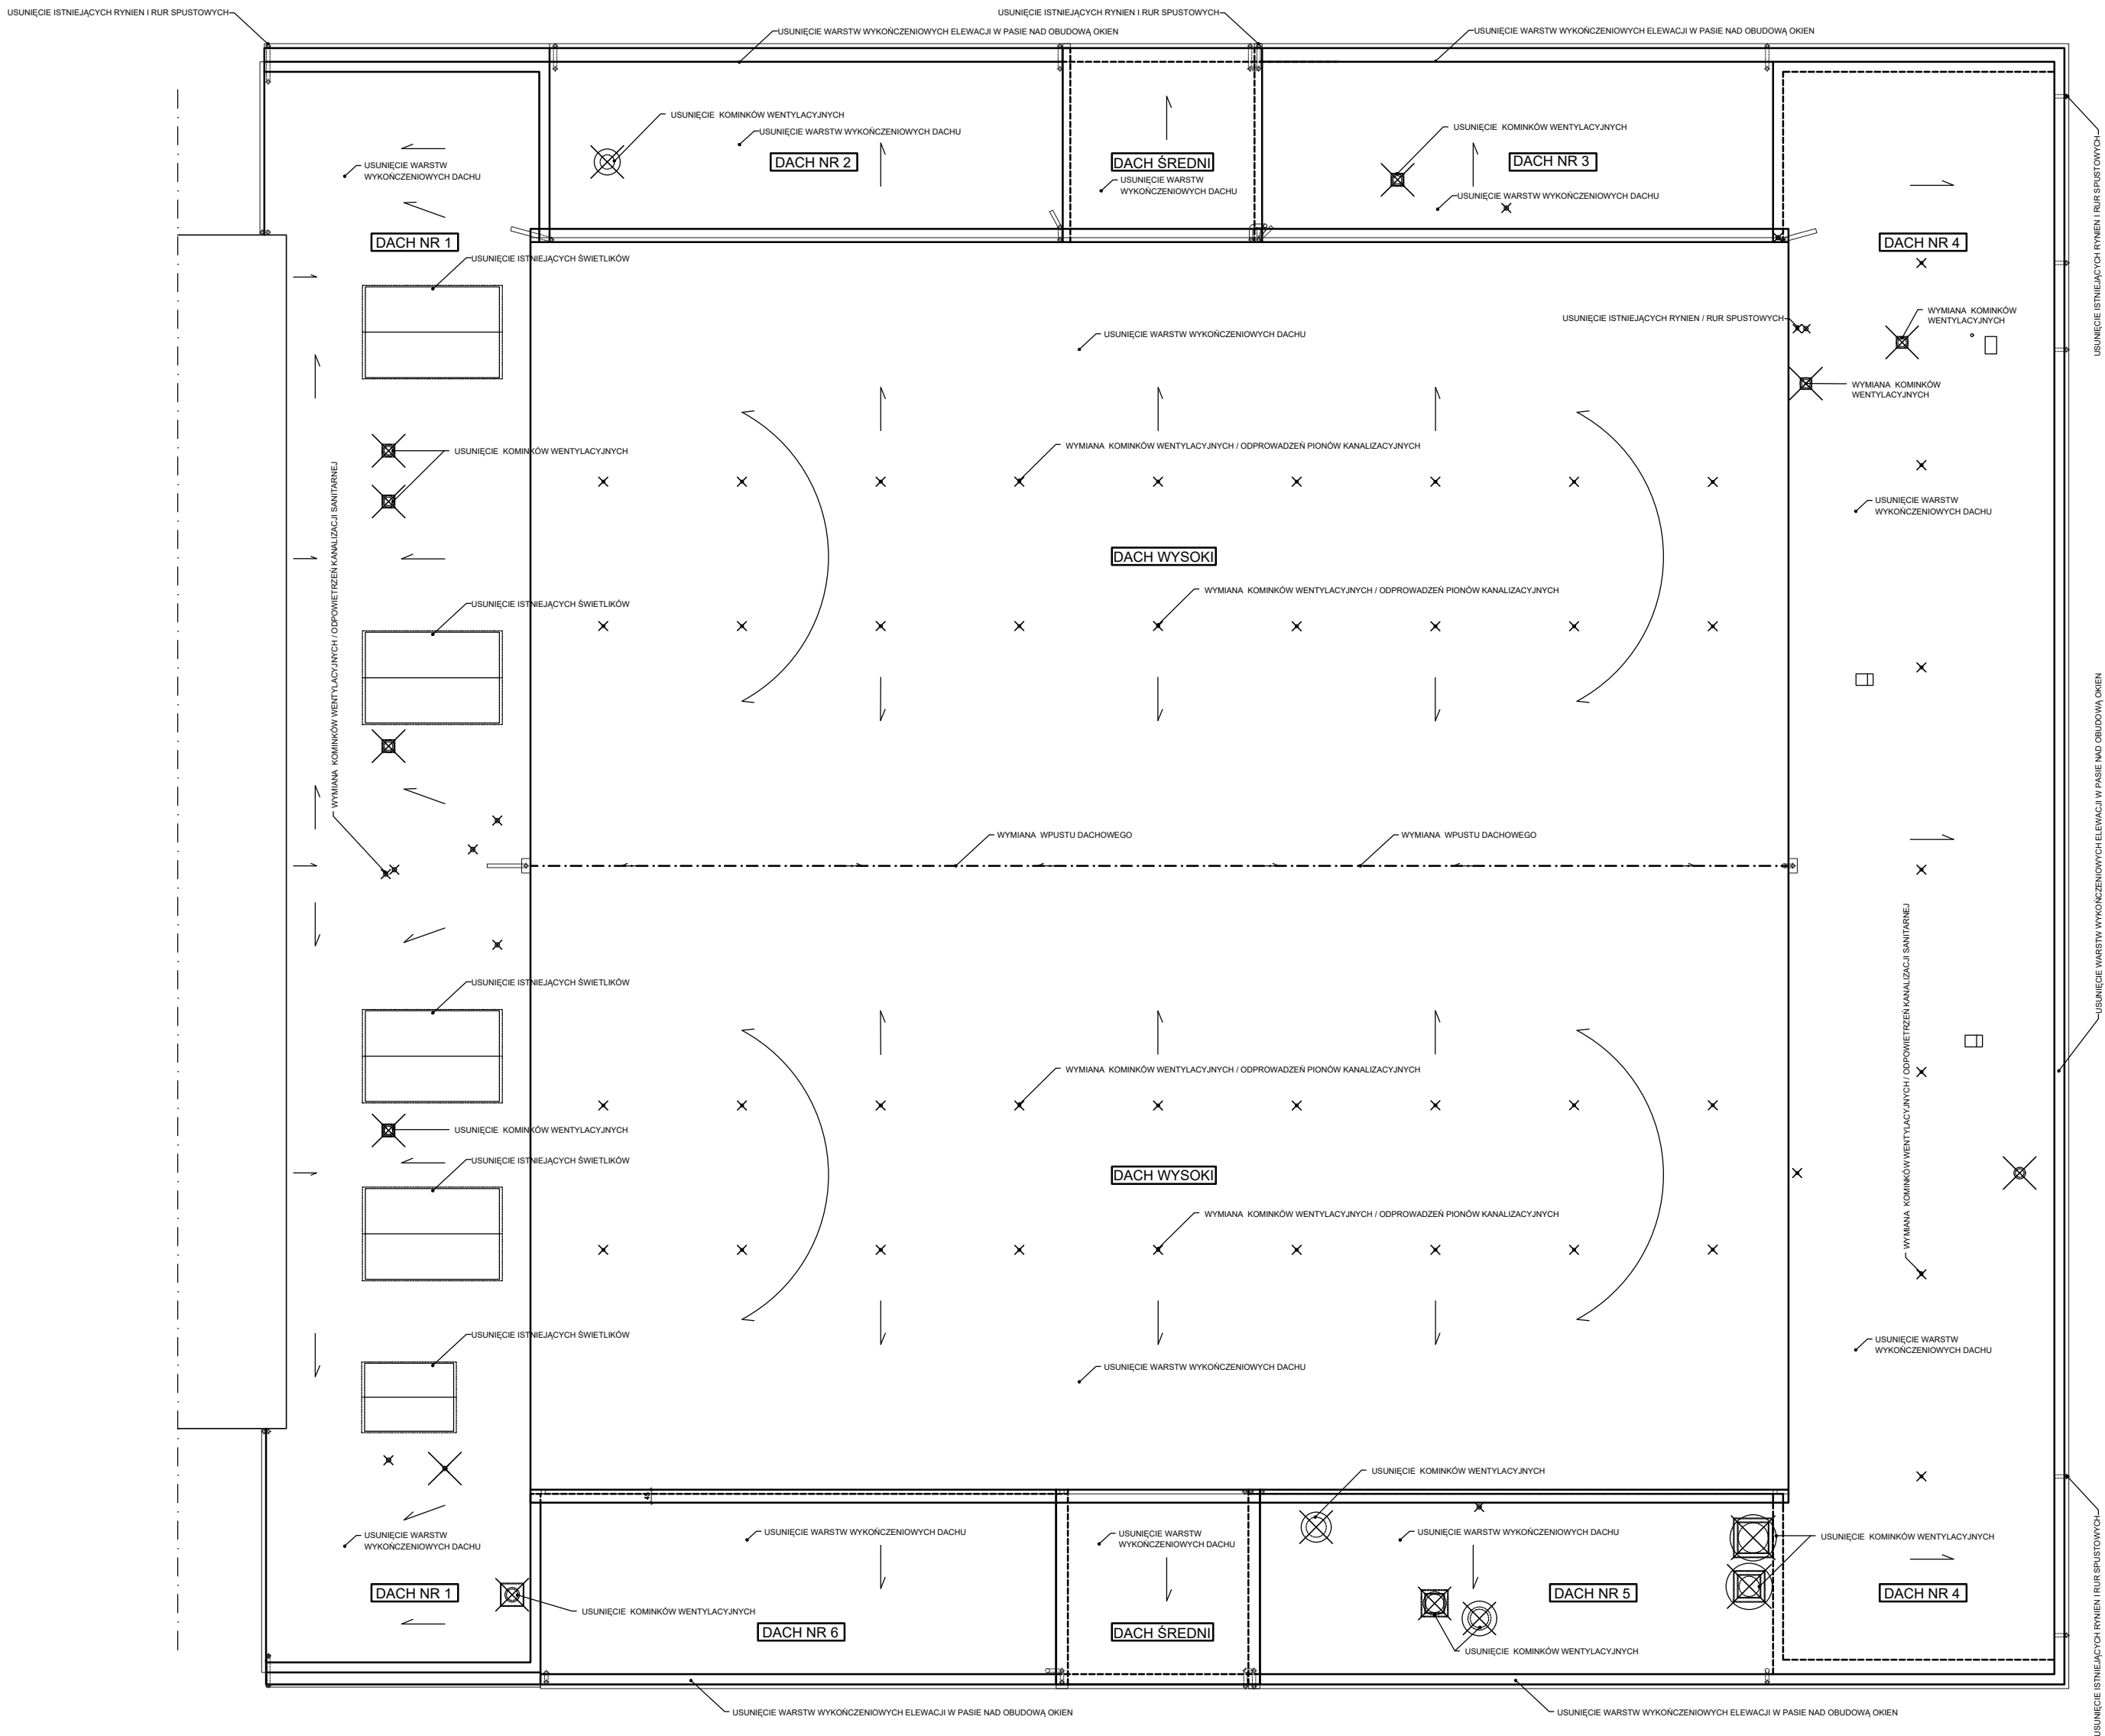 USUNIĘCIE ISTNIEJĄCYCH RYNIEN I RUR SPUSTOWYCH
USUNIĘCIE ISTNIEJĄCYCH RYNIEN I RUR SPUSTOWYCH
USUNIĘCIE WARSTW WYKOŃCZENIOWYCH ELEWACJI W PASIE NAD OBUDOWĄ OKIEN
USUNIĘCIE WARSTW WYKOŃCZENIOWYCH ELEWACJI W PASIE NAD OBUDOWĄ OKIEN
USUNIĘCIE KOMINKÓW WENTYLACYJNYCH
USUNIĘCIE WARSTW WYKOŃCZENIOWYCH DACHU
USUNIĘCIE KOMINKÓW WENTYLACYJNYCH
DACH NR 2
DACH ŚREDNI
DACH NR 3
USUNIĘCIE WARSTW
WYKOŃCZENIOWYCH DACHU
USUNIĘCIE WARSTW
WYKOŃCZENIOWYCH DACHU
USUNIĘCIE WARSTW WYKOŃCZENIOWYCH DACHU
USUNIĘCIE ISTNIEJĄCYCH RYNIEN I RUR SPUSTOWYCH
DACH NR 1
DACH NR 4
USUNIĘCIE ISTNIEJĄCYCH ŚWIETLIKÓW
USUNIĘCIE ISTNIEJĄCYCH RYNIEN / RUR SPUSTOWYCH
WYMIANA KOMINKÓW
WENTYLACYJNYCH
USUNIĘCIE WARSTW WYKOŃCZENIOWYCH DACHU
WYMIANA KOMINKÓW
WENTYLACYJNYCH
USUNIĘCIE KOMINKÓW WENTYLACYJNYCH
WYMIANA KOMINKÓW WENTYLACYJNYCH / ODPROWADZEŃ PIONÓW KANALIZACYJNYCH
WYMIANA KOMINKÓW WENTYLACYJNYCH / ODPOWIETRZEŃ KANALIZACJI SANITARNEJ
USUNIĘCIE WARSTW
WYKOŃCZENIOWYCH DACHU
DACH WYSOKI
WYMIANA KOMINKÓW WENTYLACYJNYCH / ODPROWADZEŃ PIONÓW KANALIZACYJNYCH
USUNIĘCIE ISTNIEJĄCYCH ŚWIETLIKÓW
USUNIĘCIE WARSTW WYKOŃCZENIOWYCH ELEWACJI W PASIE NAD OBUDOWĄ OKIEN
WYMIANA WPUSTU DACHOWEGO
WYMIANA WPUSTU DACHOWEGO
WYMIANA KOMINKÓW WENTYLACYJNYCH / ODPOWIETRZEŃ KANALIZACJI SANITARNEJ
USUNIĘCIE ISTNIEJĄCYCH ŚWIETLIKÓW
WYMIANA KOMINKÓW WENTYLACYJNYCH / ODPROWADZEŃ PIONÓW KANALIZACYJNYCH
USUNIĘCIE KOMINKÓW WENTYLACYJNYCH
USUNIĘCIE ISTNIEJĄCYCH ŚWIETLIKÓW
DACH WYSOKI
WYMIANA KOMINKÓW WENTYLACYJNYCH / ODPROWADZEŃ PIONÓW KANALIZACYJNYCH
USUNIĘCIE ISTNIEJĄCYCH ŚWIETLIKÓW
USUNIĘCIE WARSTW
WYKOŃCZENIOWYCH DACHU
USUNIĘCIE WARSTW WYKOŃCZENIOWYCH DACHU
USUNIĘCIE KOMINKÓW WENTYLACYJNYCH
45
USUNIĘCIE WARSTW
WYKOŃCZENIOWYCH DACHU
USUNIĘCIE WARSTW WYKOŃCZENIOWYCH DACHU
USUNIĘCIE WARSTW
WYKOŃCZENIOWYCH DACHU
USUNIĘCIE WARSTW WYKOŃCZENIOWYCH DACHU
USUNIĘCIE KOMINKÓW WENTYLACYJNYCH
DACH NR 1
DACH NR 5
DACH NR 4
USUNIĘCIE KOMINKÓW WENTYLACYJNYCH
DACH NR 6
DACH ŚREDNI
USUNIĘCIE KOMINKÓW WENTYLACYJNYCH
USUNIĘCIE ISTNIEJĄCYCH RYNIEN I RUR SPUSTOWYCH
USUNIĘCIE WARSTW WYKOŃCZENIOWYCH ELEWACJI W PASIE NAD OBUDOWĄ OKIEN
USUNIĘCIE WARSTW WYKOŃCZENIOWYCH ELEWACJI W PASIE NAD OBUDOWĄ OKIEN